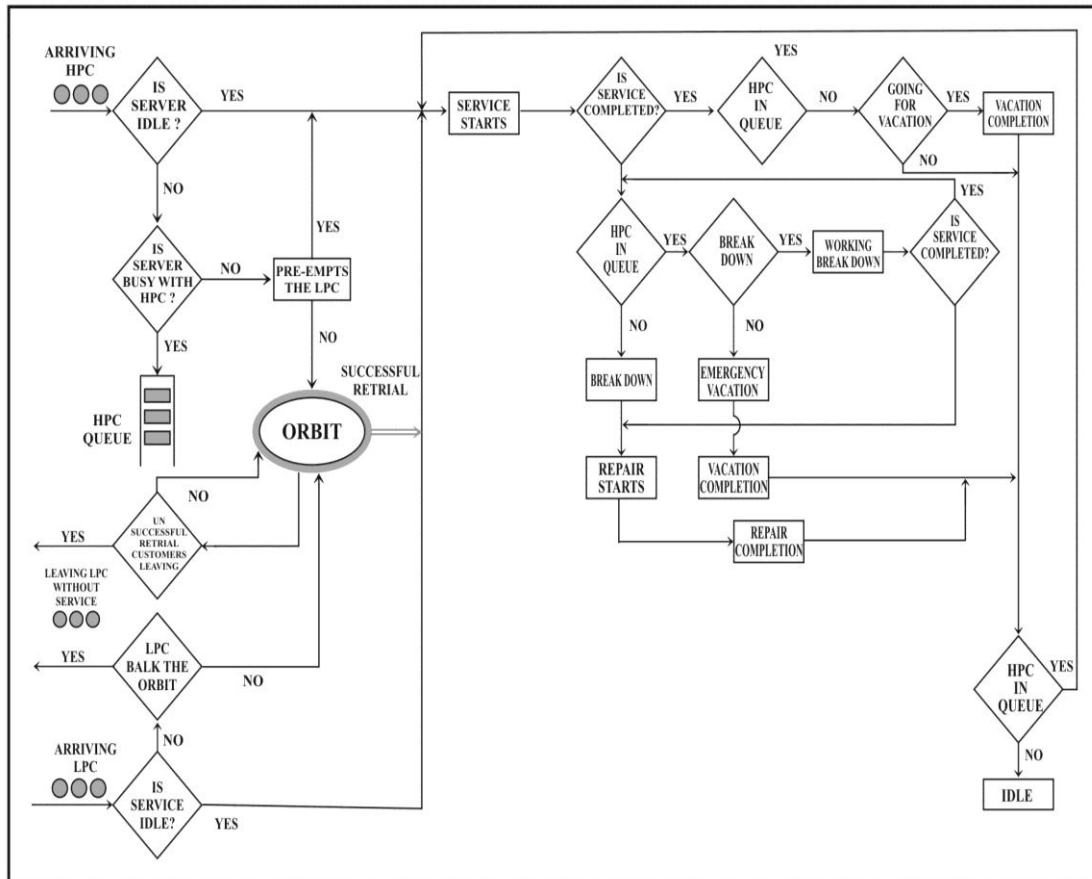 ARRIVING
HPC
IS
SERVER
IDLE ?
YES
NO
IS
SERVER
BUSY WITH
HPC ?
NO
YES
PRE-EMPTS
THE LPC
YES
NO
HPC
QUEUE
ORBIT
SUCCESSFUL
RETRIAL
NO
UN
SUCCESSFUL
RETRIAL
CUSTOMERS
LEAVING
YES
LEAVING LPC
WITHOUT
SERVICE
LPC
BALK THE
ORBIT
YES
NO
NO
ARRIVING
LPC
IS
SERVICE
IDLE?
YES
SERVICE
STARTS
IS
SERVICE
COMPLETED?
YES
YES
HPC
IN
QUEUE
NO
GOING
FOR
VACATION
YES
NO
VACATION
COMPLETION
HPC
IN
QUEUE
YES
NO
BREAK
DOWN
YES
NO
WORKING
BREAK DOWN
YES
IS
SERVICE
COMPLETED?
BREAK DOWN
EMERGENCY
VACATION
REPAIR
STARTS
VACATION
COMPLETION
REPAIR
COMPLETION
HPC
IN
QUEUE
YES
NO
IDLE